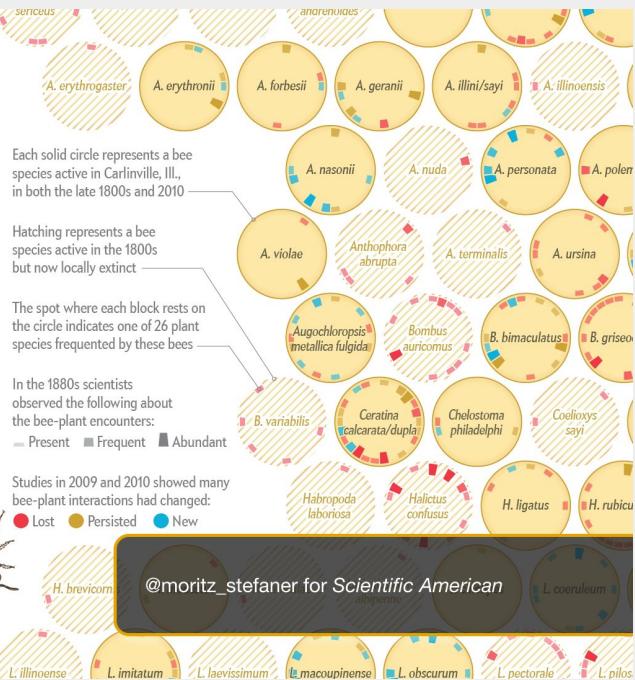 sericeus
andrenoides
A. erythrogaster
A. erythronii
A. forbesii
A. geranii
A. illini/sayi
A. illinoensis
Each solid circle represents a bee
species active in Carlinville, Ill.,
in both the late 1800s and 2010
A. nasonii
A. nuda
A. personata
A. polem
Hatching represents a bee
species active in the 1800s
but now locally extinct
A. violae
Anthophora
abrupta
A. terminalis
A. ursina
The spot where each block rests on
the circle indicates one of 26 plant
species frequented by these bees
Augochloropsis
metallica fulgida
Bombus
auricomus
B. bimaculatus
B. griseo
In the 1880s scientists
observed the following about
the bee-plant encounters:
Present Frequent Abundant
B. variabilis
Ceratina
calcarata/dupla
Chelostoma
philadelphi
Coelioxys
sayi
Studies in 2009 and 2010 showed many
bee-plant interactions had changed:
Lost Persisted New
Habropoda
laboriosa
Halictus
confusus
H. ligatus
H. rubicu
H. brevicorn
L. coeruleum
@moritz_stefaner for Scientific American
L. illinoense
L. imitatum
L. laevissimum
L. macoupinense
L. obscurum
L. pectorale
L. pilos